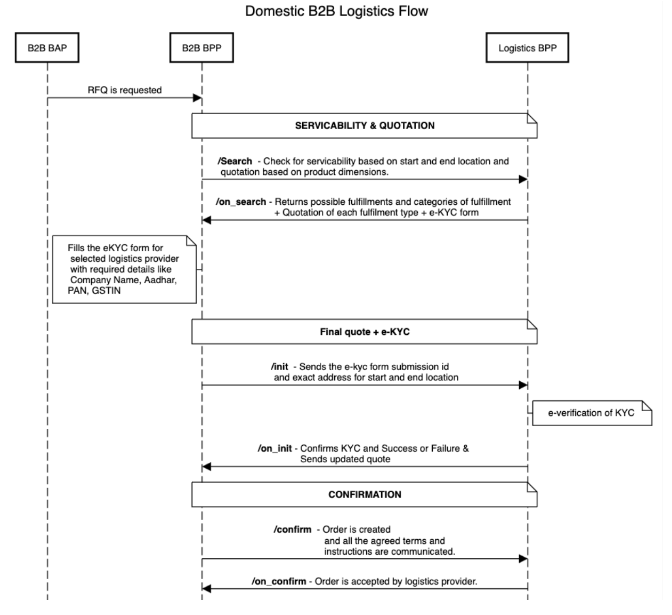 Domestic B2B Logistics Flow
B2B BAP
B2B BPP
Logistics BPP
RFQ is requested
SERVICABILITY & QUOTATION
/Search - Check for servicability based on start and end location and
quotation based on product dimensions.
/on_search - Returns possible fulfillments and categories of fulfillment
+ Quotation of each fulfilment type + e-KYC form
Fills the eKYC form for
selected logistics provider
with required details like
Company Name, Aadhar,
PAN, GSTIN
Final quote + e-KYC
/init - Sends the e-kyc form submission id
and exact address for start and end location
e-verification of KYC
/on_init - Confirms KYC and Success or Failure &
Sends updated quote
CONFIRMATION
/confirm - Order is created
and all the agreed terms and
instructions are communicated.
/on_confirm - Order is accepted by logistics provider.